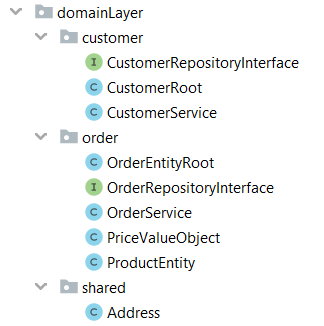 domainLayer
customer
I CustomerRepositoryInterface
C CustomerRoot
C CustomerService
order
C OrderEntityRoot
I OrderRepositoryInterface
C OrderService
C PriceValueObject
C ProductEntity
shared
C Address